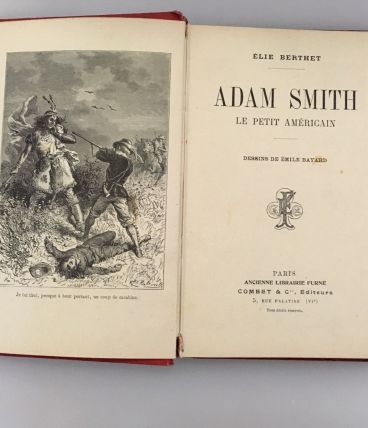 Je lui tirai, presque à bout portant, un coup de carabine.
ÉLIE BERTHET
ADAM SMITH
LE PETIT AMÉRICAIN
DESSINS DE ÉMILE BAYARD
PARIS
ANCIENNE LIBRAIRIE FURNE
COMBET & Cie, Éditeurs
5, RUE PALATINE (VIe)
Tous droits réservés.